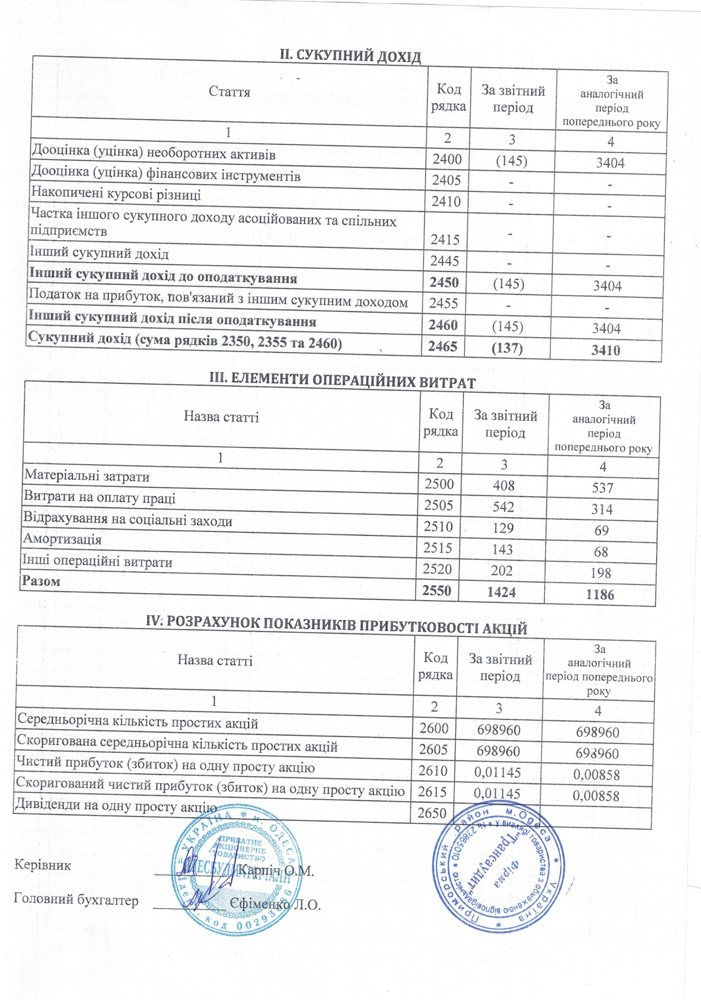 II. СУКУПНИЙ ДОХІД
Стаття
Код
рядка
За звітний
період
За
аналогічний
період
попереднього року
1 2 3 4
Дооцінка (уцінка) необоротних активів 2400 (145) 3404
Дооцінка (уцінка) фінансових інструментів 2405 - -
Накопичені курсові різниці 2410 - -
Частка іншого сукупного доходу асоційованих та спільних
підприємств 2415 - -
Інший сукупний дохід 2445 - -
Інший сукупний дохід до оподаткування 2450 (145) 3404
Податок на прибуток, пов'язаний з іншим сукупним доходом 2455 - -
Інший сукупний дохід після оподаткування 2460 (145) 3404
Сукупний дохід (сума рядків 2350, 2355 та 2460) 2465 (137) 3410
III. ЕЛЕМЕНТИ ОПЕРАЦІЙНИХ ВИТРАТ
Назва статті
Код
рядка
За звітний
період
За
аналогічний
період
попереднього року
1 2 3 4
Матеріальні затрати 2500 408 537
Витрати на оплату праці 2505 542 314
Відрахування на соціальні заходи 2510 129 69
Амортизація 2515 143 68
Інші операційні витрати 2520 202 198
Разом 2550 1424 1186
IV. РОЗРАХУНОК ПОКАЗНИКІВ ПРИБУТКОВОСТІ АКЦІЙ
Назва статті
Код
рядка
За звітний
період
За
аналогічний
період попереднього
року
1 2 3 4
Середньорічна кількість простих акцій 2600 698960 698960
Скоригована середньорічна кількість простих акцій 2605 698960 698960
Чистий прибуток (збиток) на одну просту акцію 2610 0,01145 0,00858
Скоригований чистий прибуток (збиток) на одну просту акцію 2615 0,01145 0,00858
Дивіденди на одну просту акцію 2650
Керівник Карпіч О.М.
Головний бухгалтер Єфіменко Л.О.
УКРАЇНА * м. ОДЕСА
ПРИВАТНЕ
АКЦІОНЕРНЕ
ТОВАРИСТВО
код 00293086
Приморський район м.Одеса * Україна *
у вигляді товариства з обмеженою відповідальністю * № 23865010 *
Фірма
"Трансаудит"